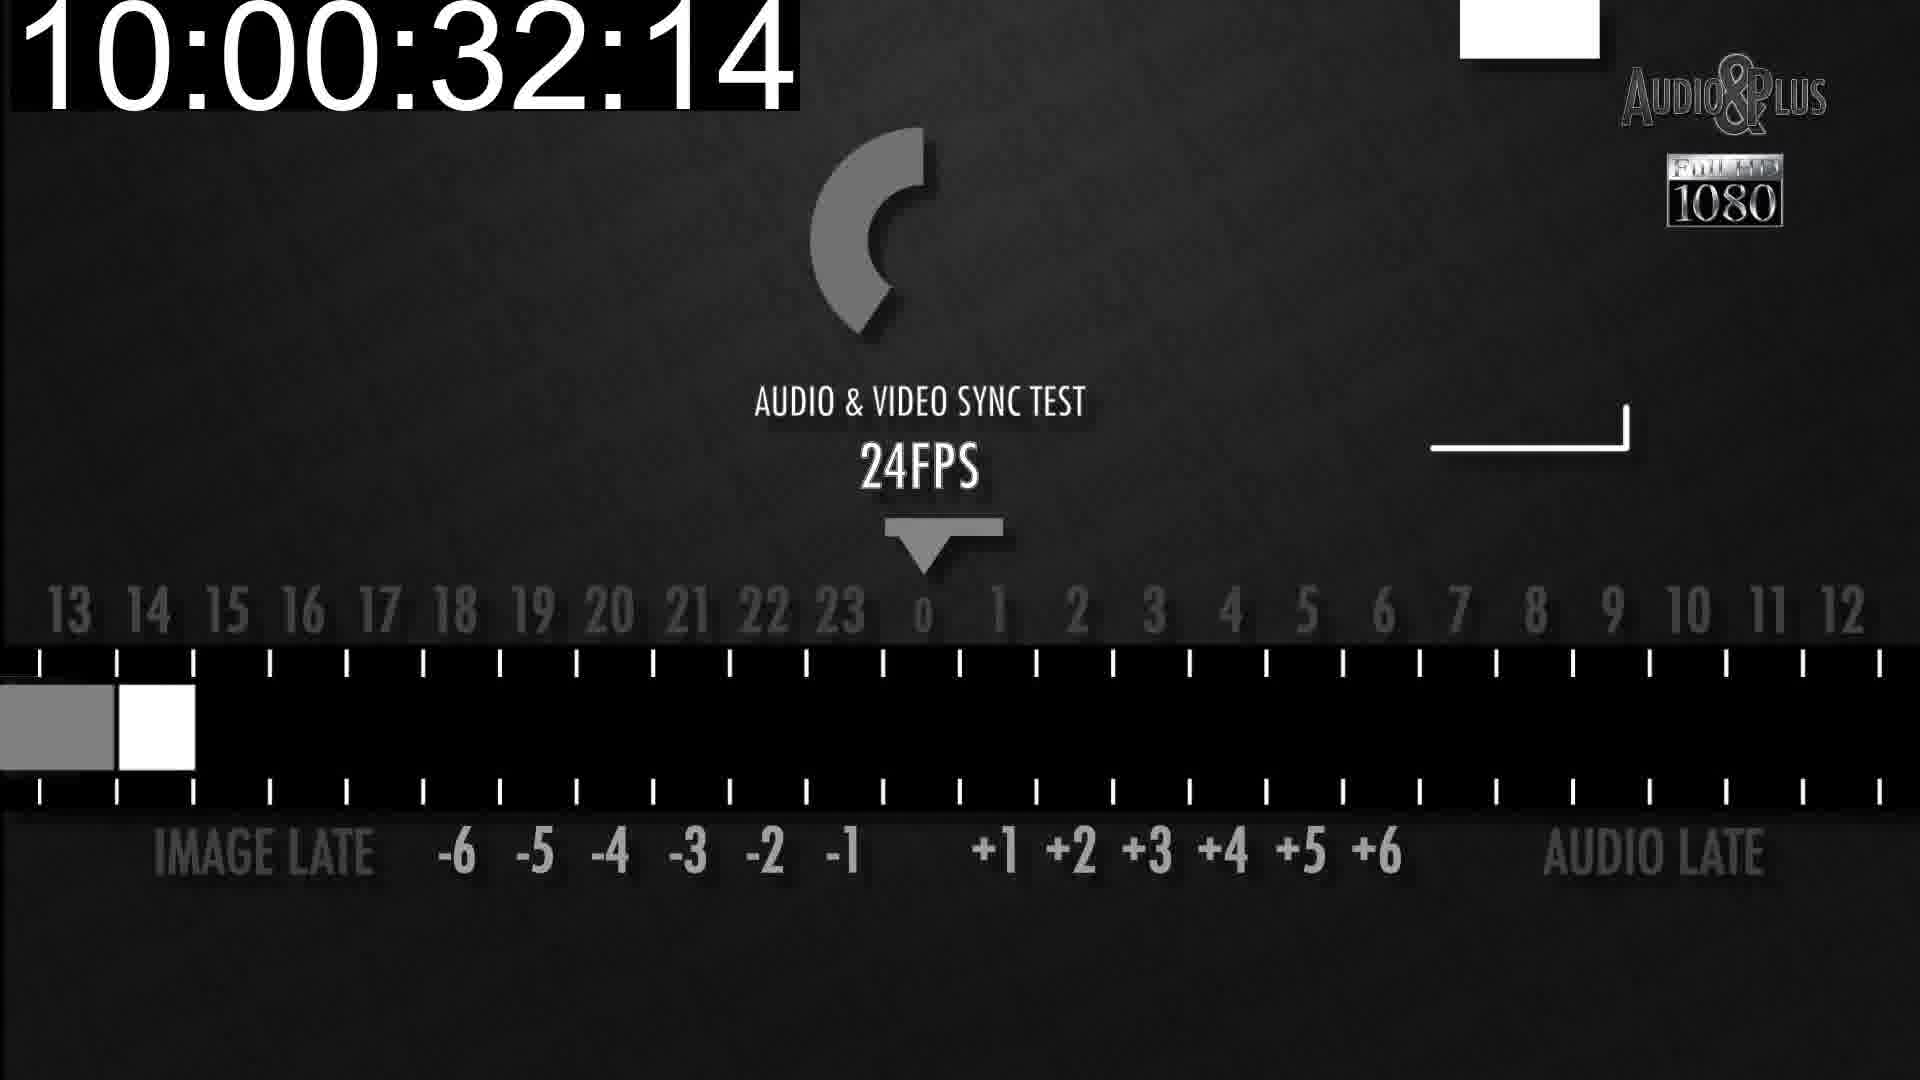 10:00:32:14
AUDIO & PLUS
FULL HD
1080
AUDIO & VIDEO SYNC TEST
24FPS
13 14 15 16 17 18 19 20 21 22 23 0 1 2 3 4 5 6 7 8 9 10 11 12
IMAGE LATE -6 -5 -4 -3 -2 -1 +1 +2 +3 +4 +5 +6 AUDIO LATE